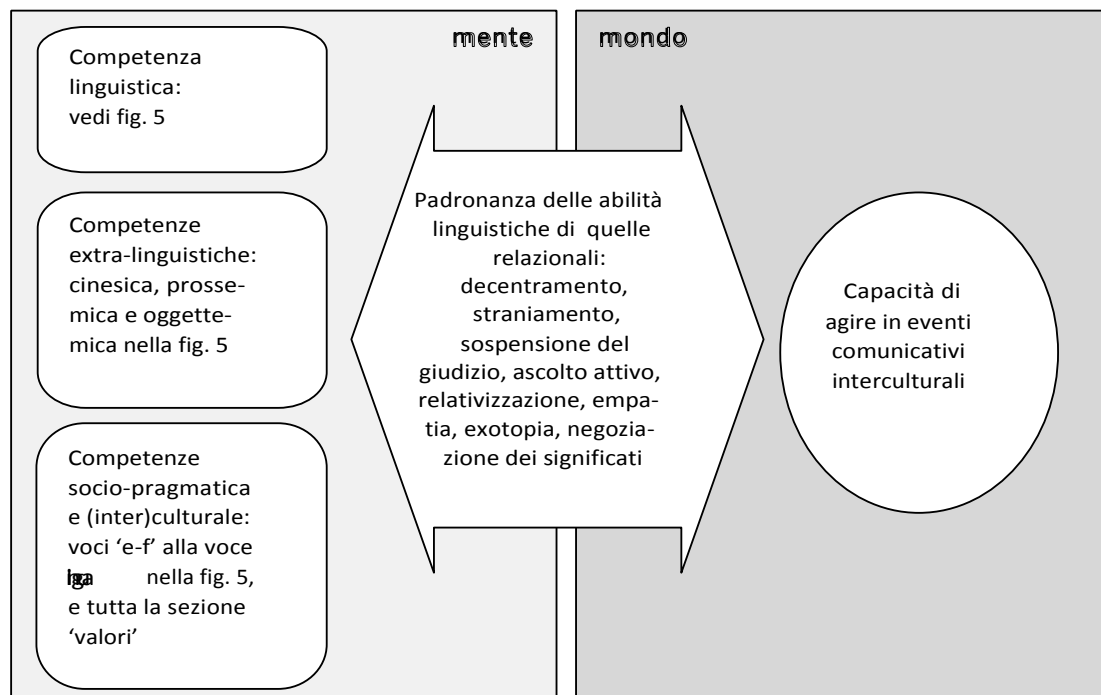 mente
mondo
Competenza
linguistica:
vedi fig. 5
Competenze
extra-linguistiche:
cinesica, prosse-
mica e oggette-
mica nella fig. 5
Competenze
socio-pragmatica
e (inter)culturale:
voci ‘e-f’ alla voce
nella fig. 5,
e tutta la sezione
‘valori’
Padronanza delle abilità
linguistiche di quelle
relazionali:
decentramento,
straniamento,
sospensione del
giudizio, ascolto attivo,
relativizzazione, empa-
tia, exotopia, negozia-
zione dei significati
Capacità di
agire in eventi
comunicativi
interculturali